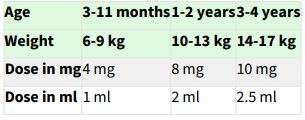 Age 3-11 months 1-2 years 3-4 years
Weight 6-9 kg 10-13 kg 14-17 kg
Dose in mg 4 mg 8 mg 10 mg
Dose in ml 1 ml 2 ml 2.5 ml